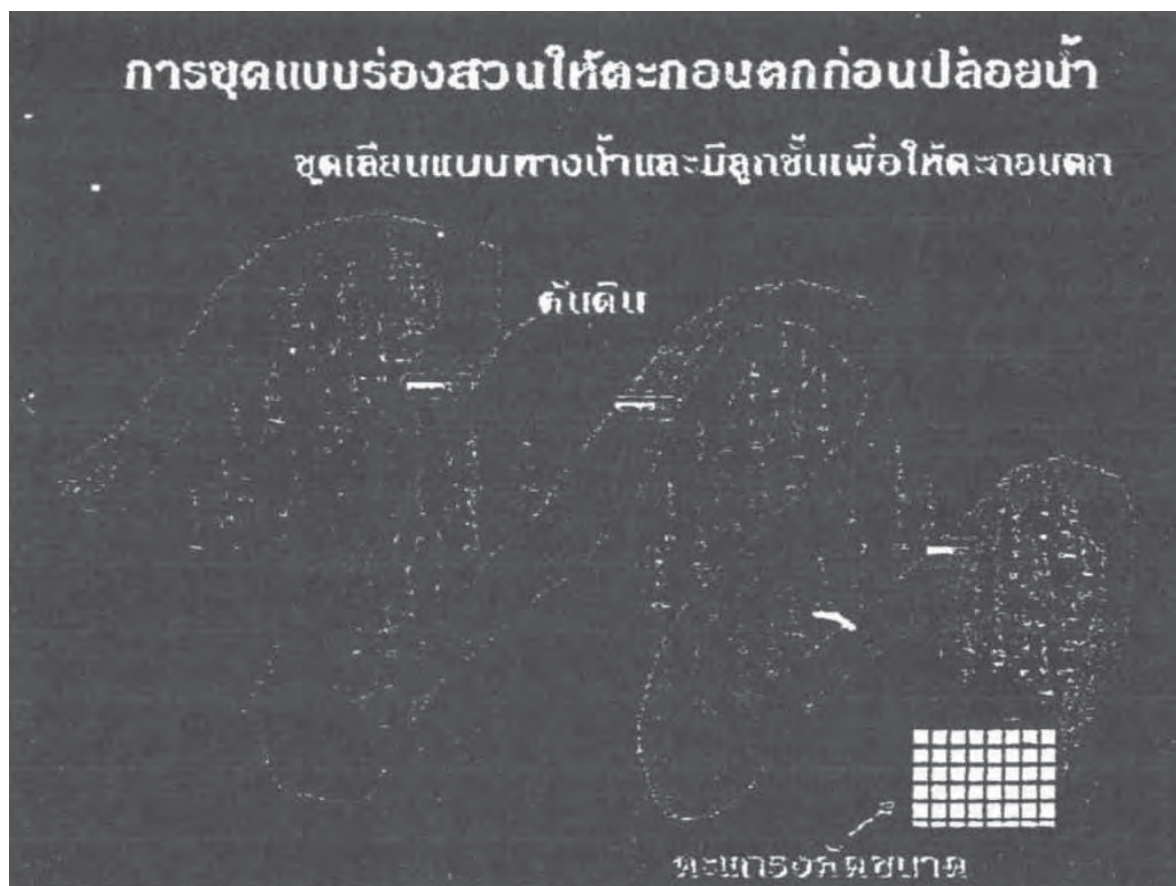 การขุดแบบร่องสวนให้ตะกอนตกก่อนปล่อยน้ำ
ขุดเลียนแบบทางน้ำและมีลูกชั้นเพื่อให้ตะกอนตก
คันดิน
ตะแกรงคัดขนาด